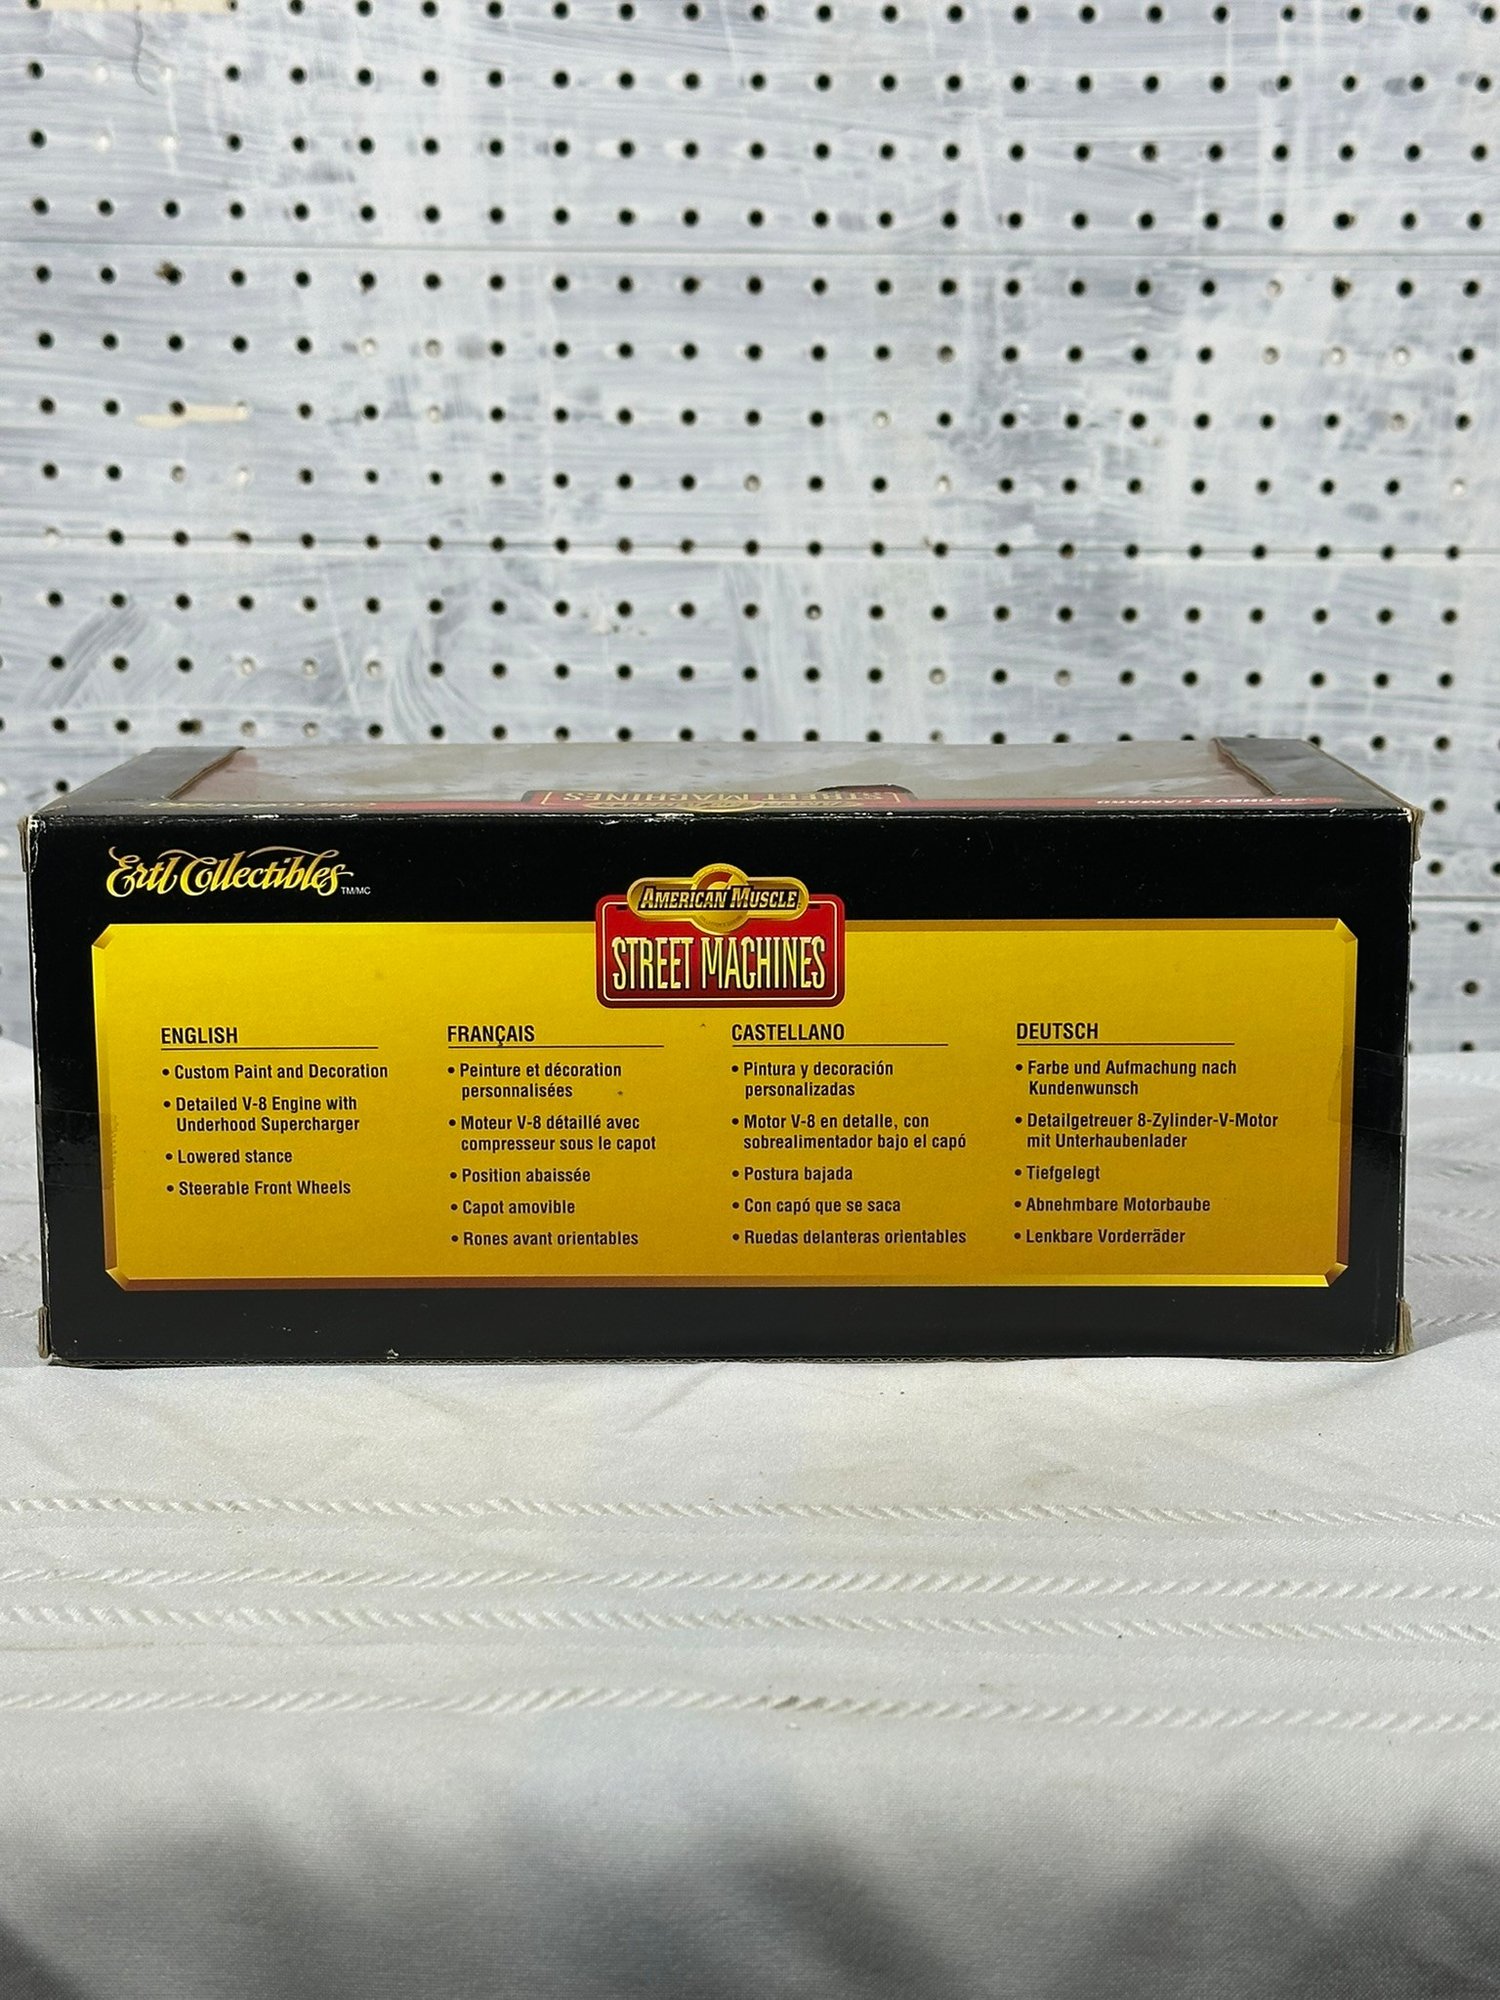 STREET MACHINES
CHEVY CAMARO
Ertl Collectibles TM/MC
AMERICAN MUSCLE
STREET MACHINES
ENGLISH
• Custom Paint and Decoration
• Detailed V-8 Engine with
Underhood Supercharger
• Lowered stance
• Steerable Front Wheels
FRANÇAIS
• Peinture et décoration
personnalisées
• Moteur V-8 détaillé avec
compresseur sous le capot
• Position abaissée
• Capot amovible
• Rones avant orientables
CASTELLANO
• Pintura y decoración
personalizadas
• Motor V-8 en detalle, con
sobrealimentador bajo el capó
• Postura bajada
• Con capó que se saca
• Ruedas delanteras orientables
DEUTSCH
• Farbe und Aufmachung nach
Kundenwunsch
• Detailgetreuer 8-Zylinder-V-Motor
mit Unterhaubenlader
• Tiefgelegt
• Abnehmbare Motorbaube
• Lenkbare Vorderräder